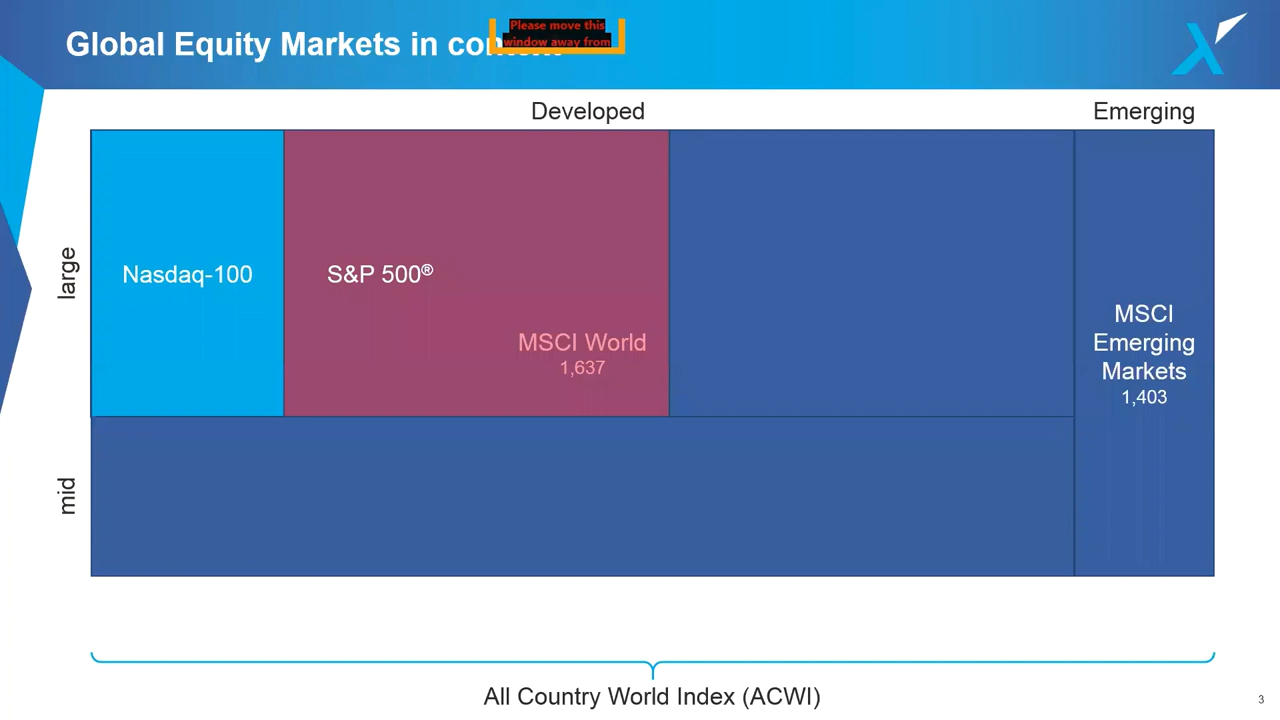 Global Equity Markets in
Please move this
window away from
Developed
Emerging
large
Nasdaq-100
S&P 500®
MSCI World
1,637
MSCI
Emerging
Markets
1,403
mid
All Country World Index (ACWI)
3